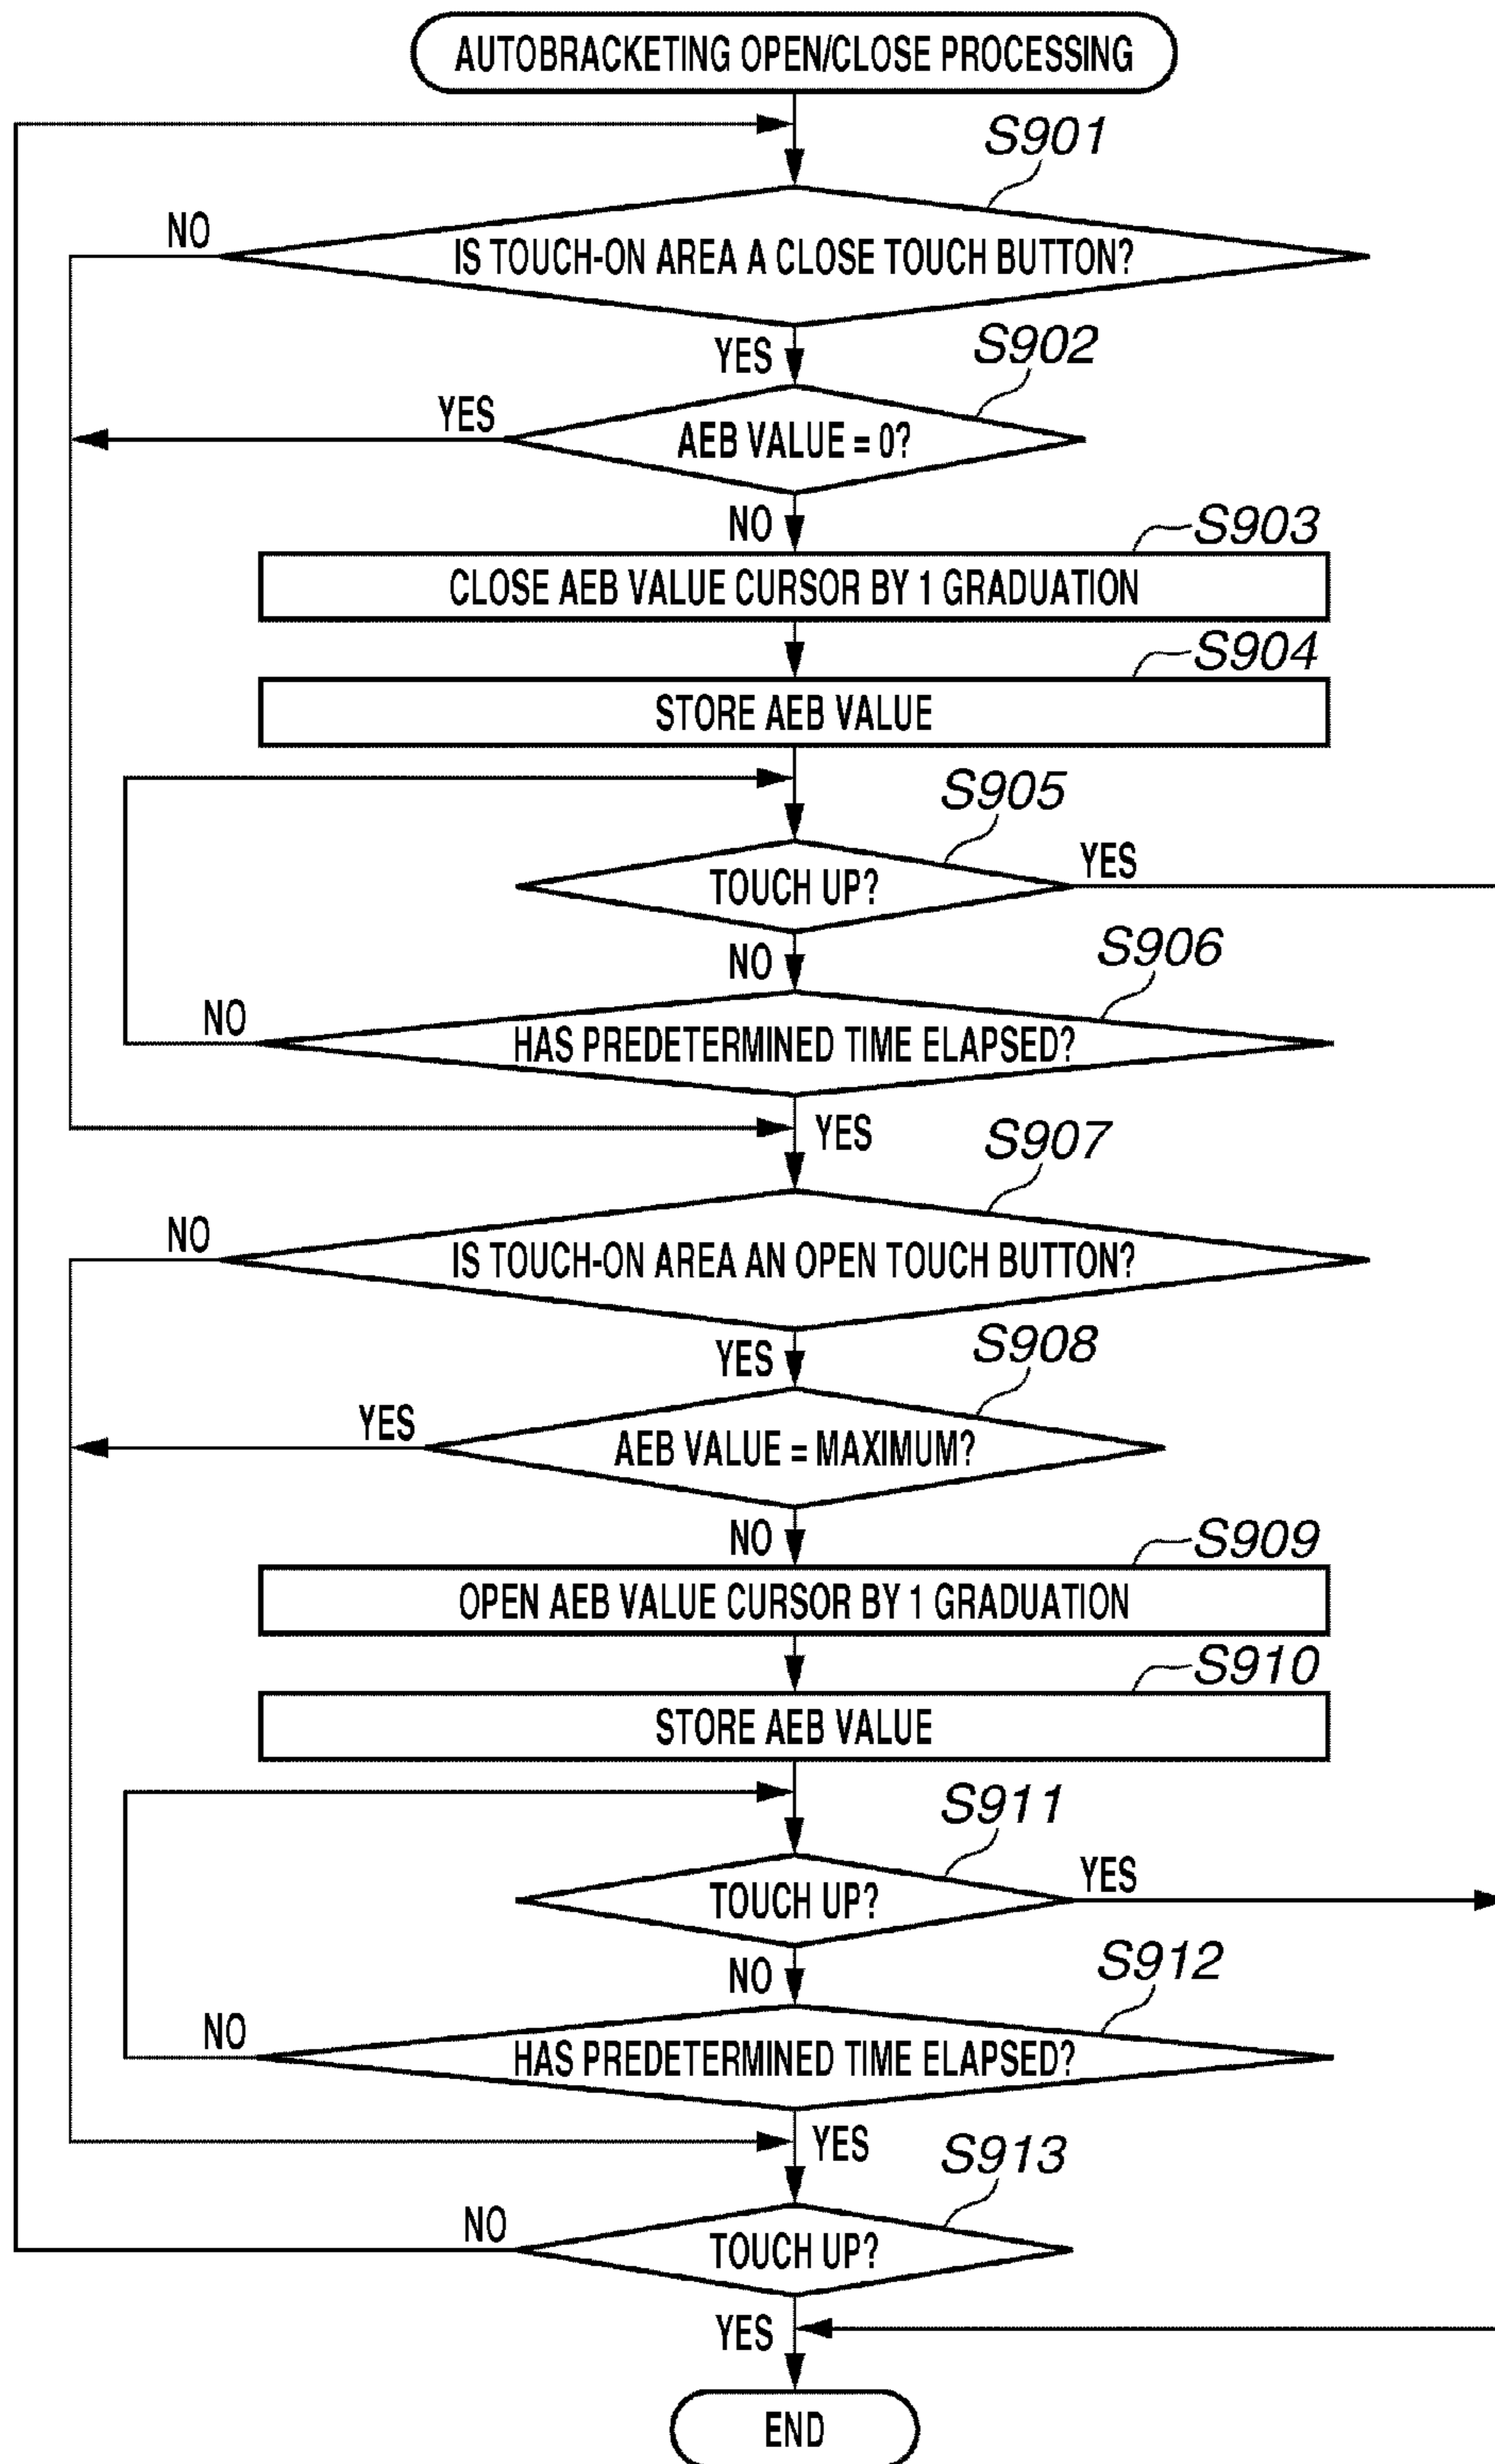 AUTOBRACKETING OPEN/CLOSE PROCESSING
S901
NO
IS TOUCH-ON AREA A CLOSE TOUCH BUTTON?
YES
S902
YES
AEB VALUE = 0?
NO
S903
CLOSE AEB VALUE CURSOR BY 1 GRADUATION
S904
STORE AEB VALUE
S905
TOUCH UP?
YES
NO
S906
NO
HAS PREDETERMINED TIME ELAPSED?
YES
S907
NO
IS TOUCH-ON AREA AN OPEN TOUCH BUTTON?
YES
S908
YES
AEB VALUE = MAXIMUM?
NO
S909
OPEN AEB VALUE CURSOR BY 1 GRADUATION
S910
STORE AEB VALUE
S911
TOUCH UP?
YES
NO
S912
NO
HAS PREDETERMINED TIME ELAPSED?
YES
S913
NO
TOUCH UP?
YES
END